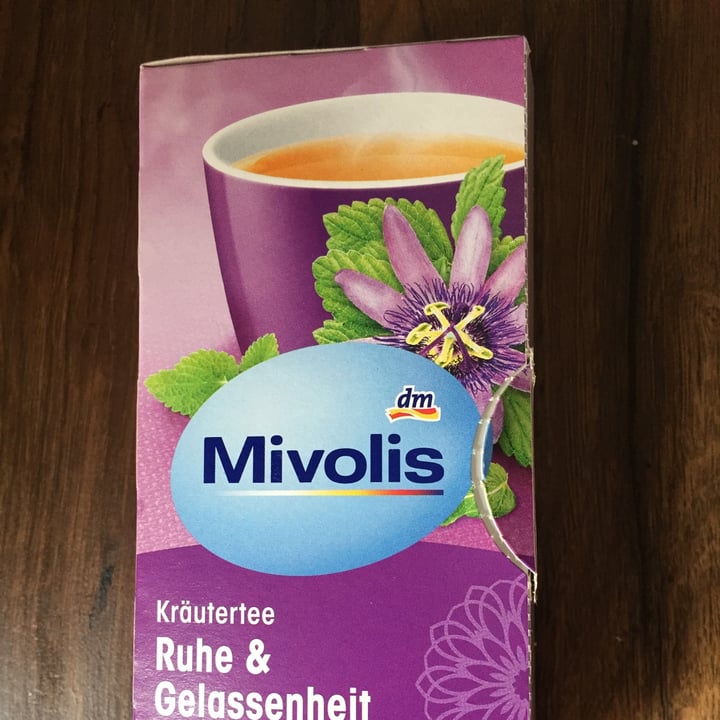 dm
Mivolis
Kräutertee
Ruhe &
Gelassenheit